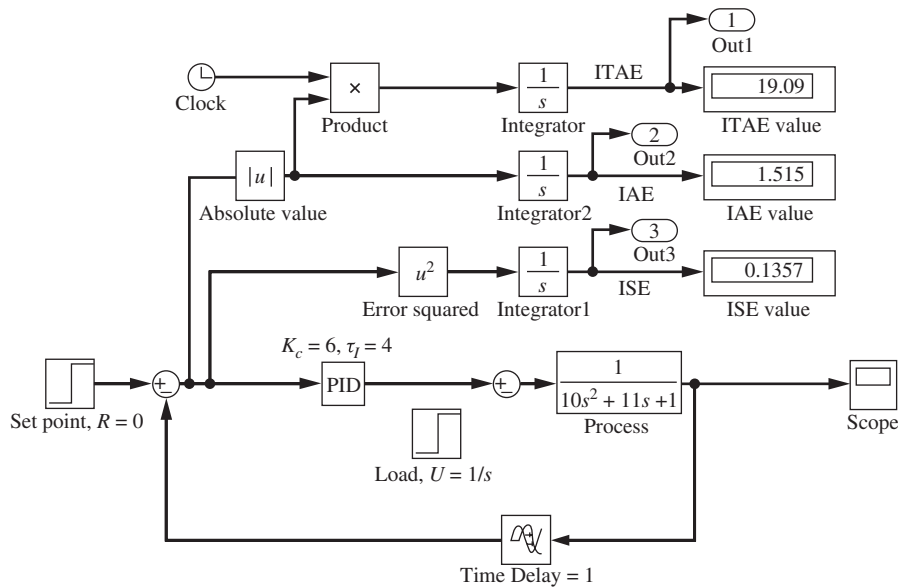 1
Out1
Clock
×
Product
1
s
Integrator
ITAE
19.09
ITAE value
|u|
Absolute value
1
s
Integrator2
2
Out2
IAE
1.515
IAE value
u²
Error squared
1
s
Integrator1
3
Out3
ISE
0.1357
ISE value
K_c = 6, τ_I = 4
Set point, R = 0
+
−
PID
+
−
1
10s² + 11s +1
Process
Scope
Load, U = 1/s
Time Delay = 1